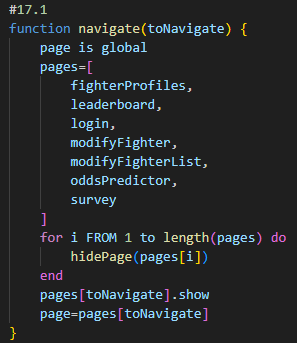 #17.1
function navigate(toNavigate) {
    page is global
    pages=[
        fighterProfiles,
        leaderboard,
        login,
        modifyFighter,
        modifyFighterList,
        oddsPredictor,
        survey
    ]
    for i FROM 1 to length(pages) do
        hidePage(pages[i])
    end
    pages[toNavigate].show
    page=pages[toNavigate]
}